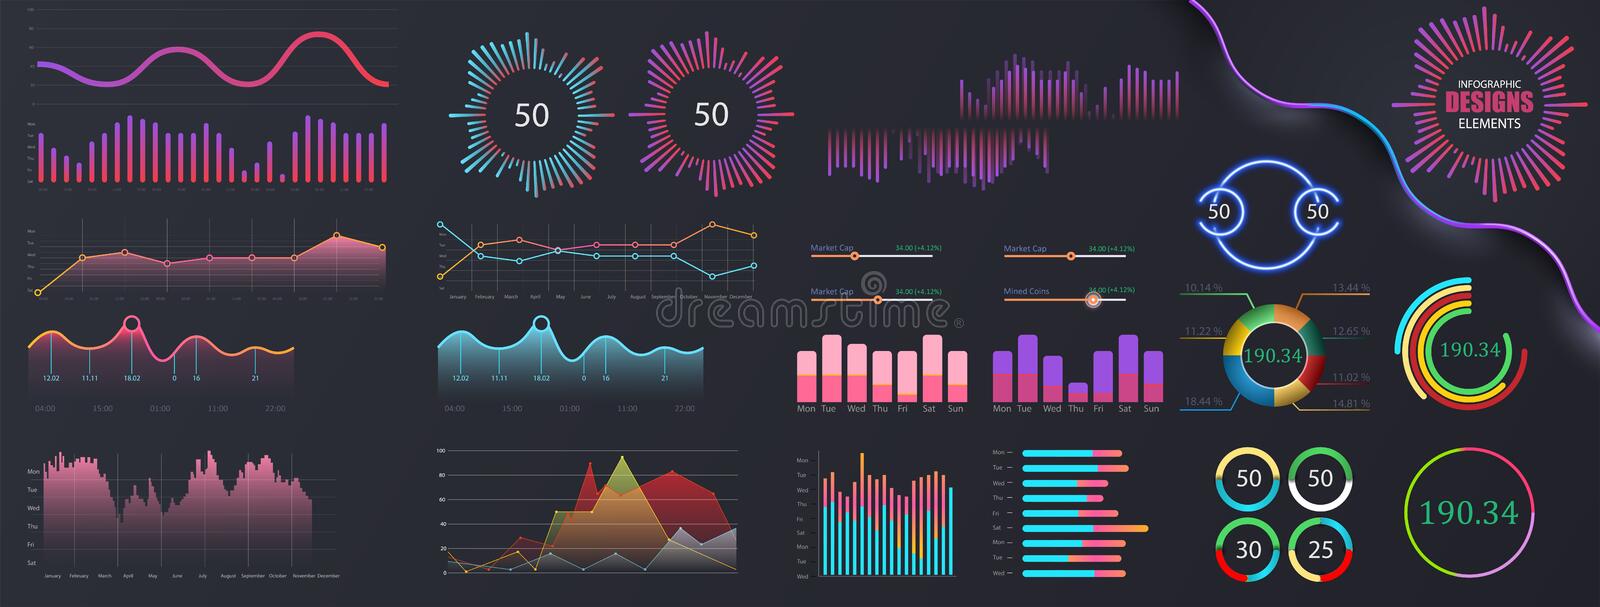 INFOGRAPHIC
DESIGNS
ELEMENTS
100
80
60
40
20
0
50
50
Mon
Tue
Wed
Thu
Fri
Sat
50 50
January February March April May June July August September October November December
Market Cap 34.00 (+4.12%)
Market Cap 34.00 (+4.12%)
Market Cap 34.00 (+4.12%)
Mined Coins 34.00 (+4.12%)
12.02 11.11 18.02 0 16 21
04:00 15:00 01:00 11:00 22:00
12.02 11.11 18.02 0 16 21
04:00 15:00 01:00 11:00 22:00
Mon Tue Wed Thu Fri Sat Sun
Mon Tue Wed Thu Fri Sat Sun
10.14 % 13.44 %
11.22 % 12.65 %
190.34
11.02 %
18.44 % 14.81 %
190.34
Mon
Tue
Wed
Thu
Fri
Sat
January February March April May June July August September October November December
100
80
60
40
20
0
Mon
Tue
Wed
Thu
Fri
Sat
Mon
Tue
Wed
Mon
Tue
Wed
Thu
Fri
Sat
Mon
Tue
Wed
50 50
30 25
190.34
dreamstime